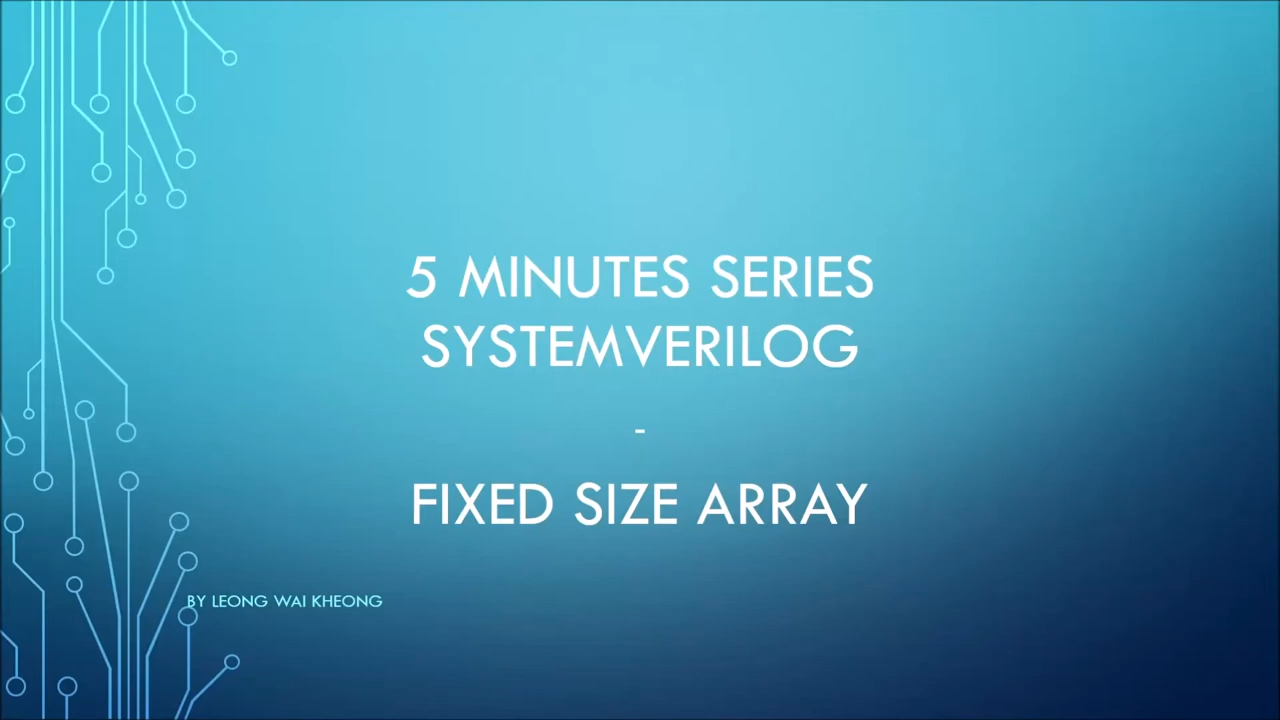 5 MINUTES SERIES
SYSTEMVERILOG
-
FIXED SIZE ARRAY
BY LEONG WAI KHEONG